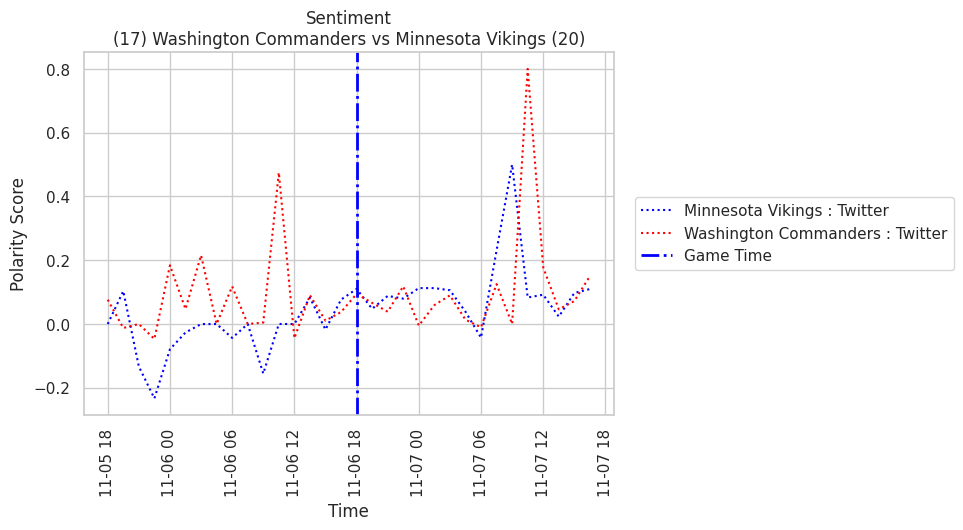 Sentiment
(17) Washington Commanders vs Minnesota Vikings (20)
Polarity Score
0.8
0.6
0.4
0.2
0.0
−0.2
11-05 18
11-06 00
11-06 06
11-06 12
11-06 18
11-07 00
11-07 06
11-07 12
11-07 18
Time
Minnesota Vikings : Twitter
Washington Commanders : Twitter
Game Time